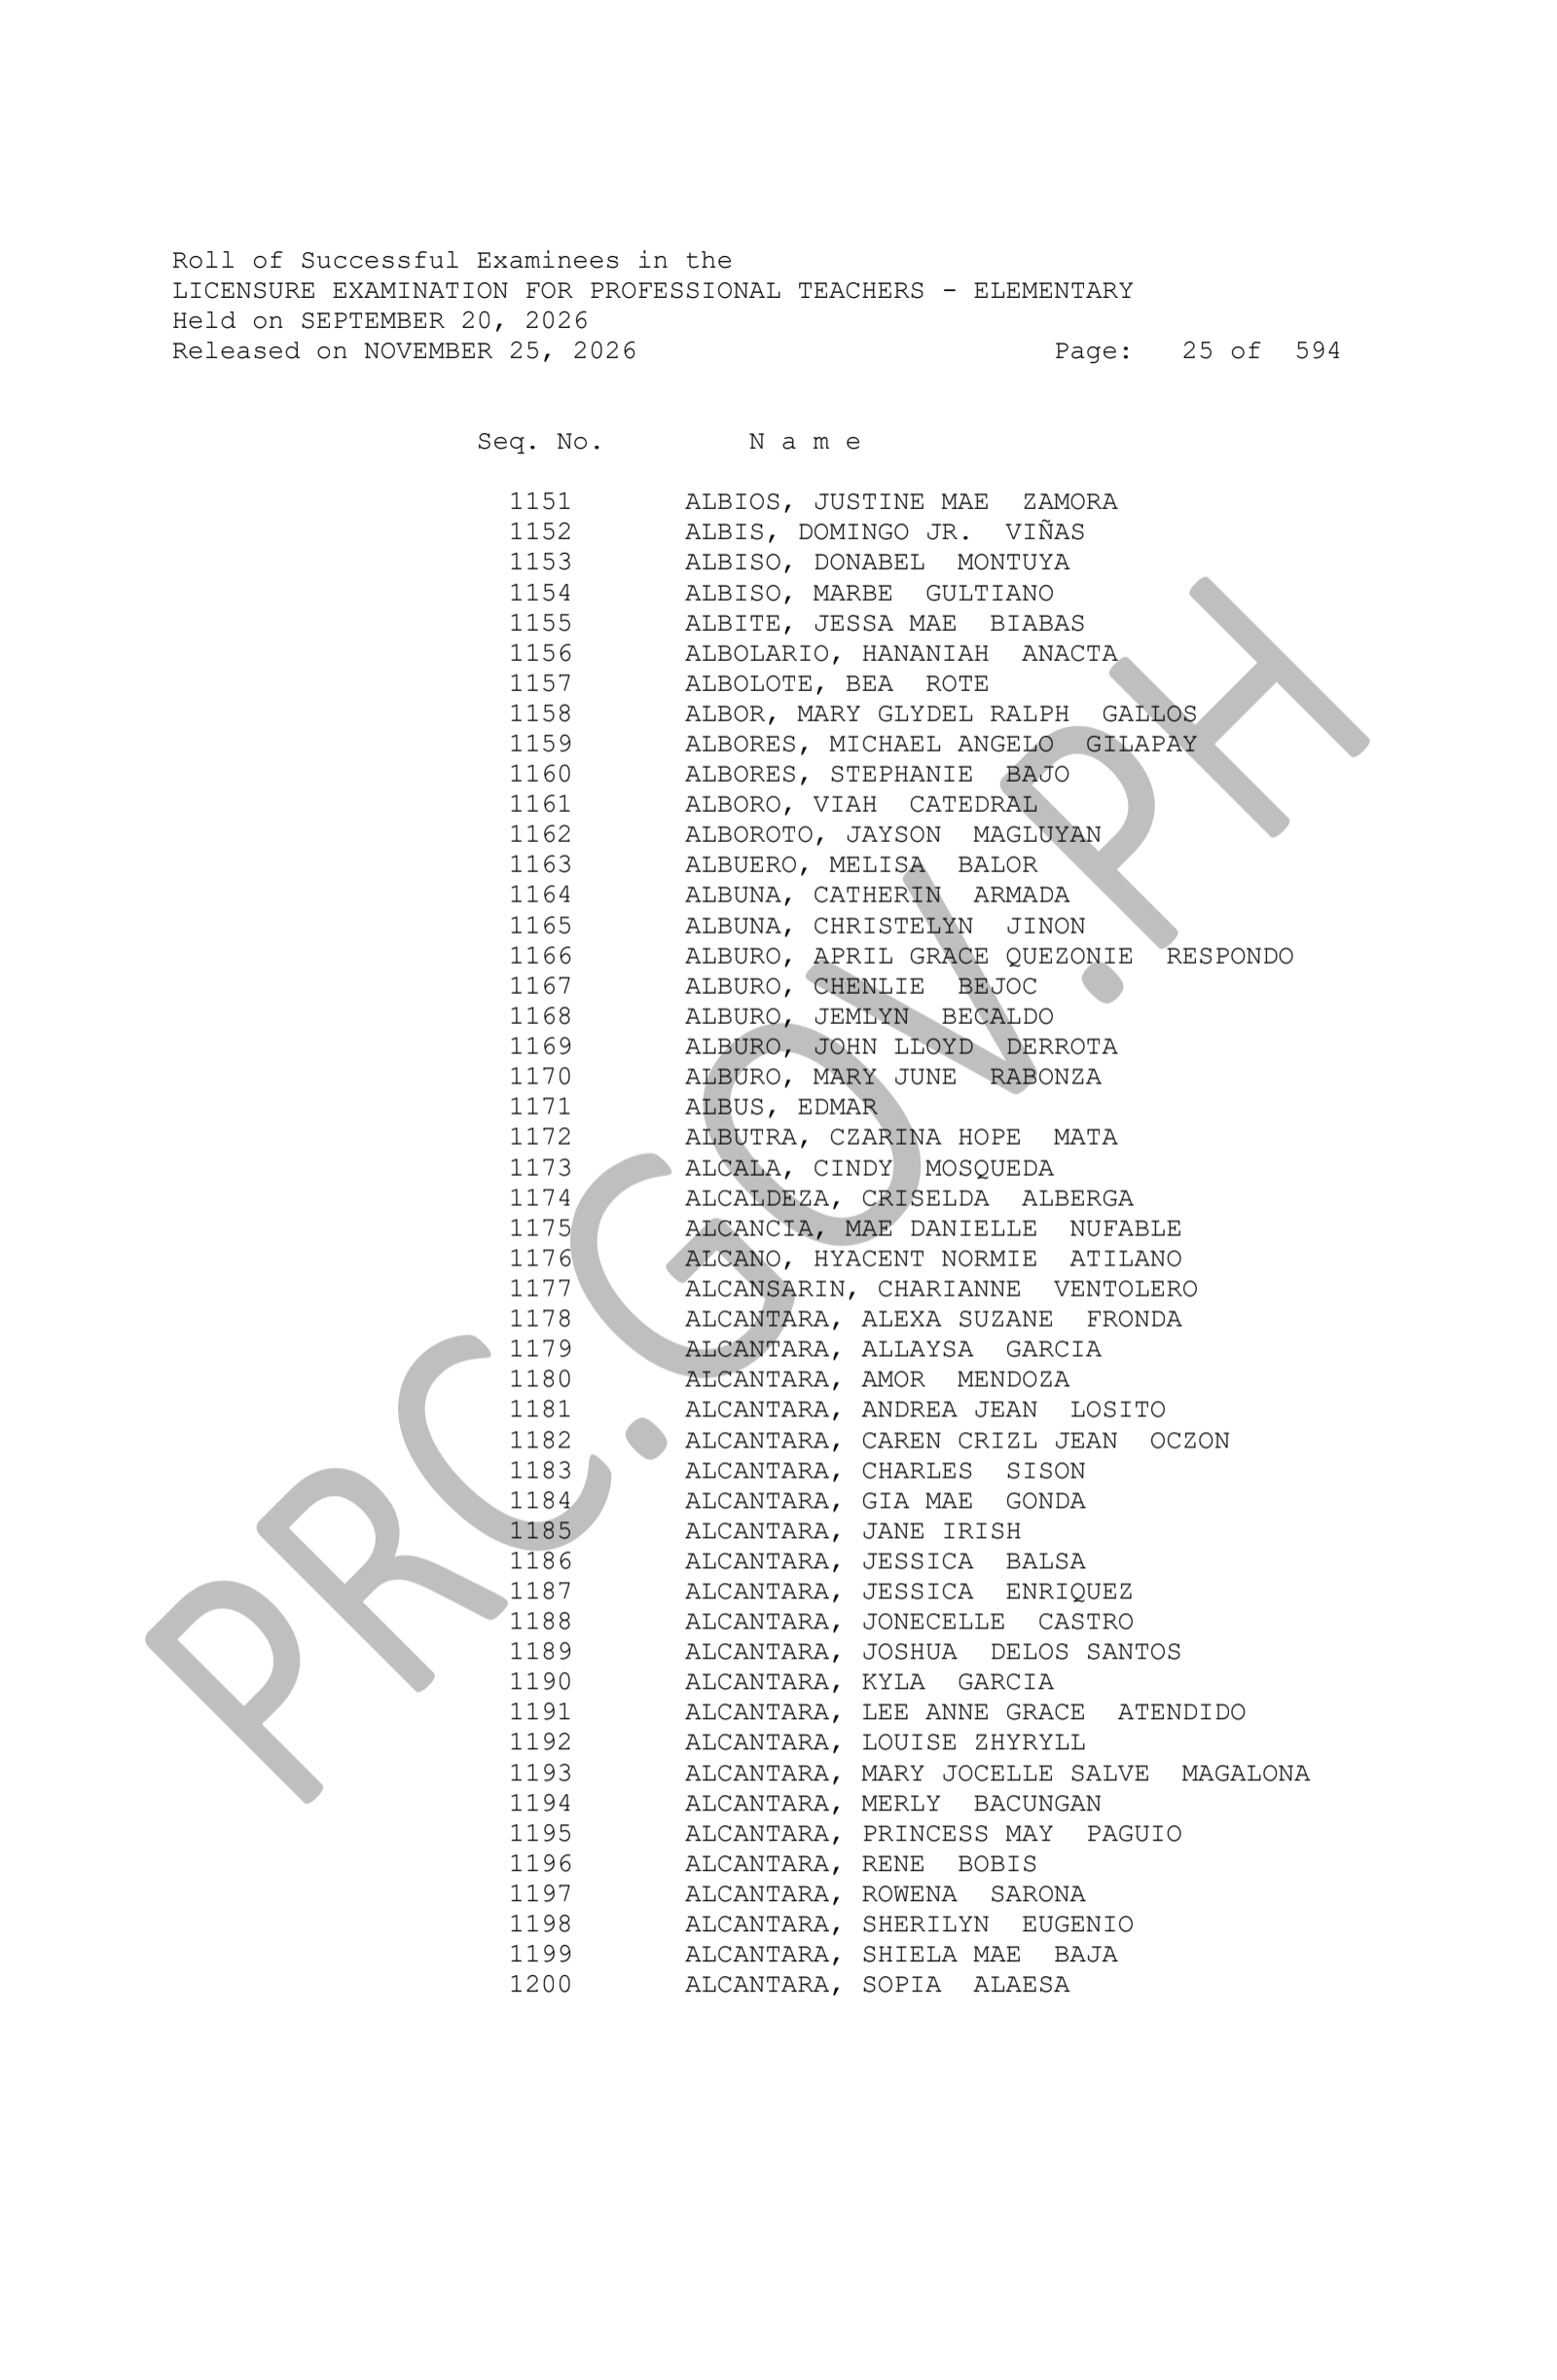 Roll of Successful Examinees in the
LICENSURE EXAMINATION FOR PROFESSIONAL TEACHERS - ELEMENTARY
Held on SEPTEMBER 20, 2026
Released on NOVEMBER 25, 2026 Page: 25 of 594
Seq. No. N a m e
1151 ALBIOS, JUSTINE MAE ZAMORA
1152 ALBIS, DOMINGO JR. VIÑAS
1153 ALBISO, DONABEL MONTUYA
1154 ALBISO, MARBE GULTIANO
1155 ALBITE, JESSA MAE BIABAS
1156 ALBOLARIO, HANANIAH ANACTA
1157 ALBOLOTE, BEA ROTE
1158 ALBOR, MARY GLYDEL RALPH GALLOS
1159 ALBORES, MICHAEL ANGELO GILAPAY
1160 ALBORES, STEPHANIE BAJO
1161 ALBORO, VIAH CATEDRAL
1162 ALBOROTO, JAYSON MAGLUYAN
1163 ALBUERO, MELISA BALOR
1164 ALBUNA, CATHERIN ARMADA
1165 ALBUNA, CHRISTELYN JINON
1166 ALBURO, APRIL GRACE QUEZONIE RESPONDO
1167 ALBURO, CHENLIE BEJOC
1168 ALBURO, JEMLYN BECALDO
1169 ALBURO, JOHN LLOYD DERROTA
1170 ALBURO, MARY JUNE RABONZA
1171 ALBUS, EDMAR
1172 ALBUTRA, CZARINA HOPE MATA
1173 ALCALA, CINDY MOSQUEDA
1174 ALCALDEZA, CRISELDA ALBERGA
1175 ALCANCIA, MAE DANIELLE NUFABLE
1176 ALCANO, HYACENT NORMIE ATILANO
1177 ALCANSARIN, CHARIANNE VENTOLERO
1178 ALCANTARA, ALEXA SUZANE FRONDA
1179 ALCANTARA, ALLAYSA GARCIA
1180 ALCANTARA, AMOR MENDOZA
1181 ALCANTARA, ANDREA JEAN LOSITO
1182 ALCANTARA, CAREN CRIZL JEAN OCZON
1183 ALCANTARA, CHARLES SISON
1184 ALCANTARA, GIA MAE GONDA
1185 ALCANTARA, JANE IRISH
1186 ALCANTARA, JESSICA BALSA
1187 ALCANTARA, JESSICA ENRIQUEZ
1188 ALCANTARA, JONECELLE CASTRO
1189 ALCANTARA, JOSHUA DELOS SANTOS
1190 ALCANTARA, KYLA GARCIA
1191 ALCANTARA, LEE ANNE GRACE ATENDIDO
1192 ALCANTARA, LOUISE ZHYRYLL
1193 ALCANTARA, MARY JOCELLE SALVE MAGALONA
1194 ALCANTARA, MERLY BACUNGAN
1195 ALCANTARA, PRINCESS MAY PAGUIO
1196 ALCANTARA, RENE BOBIS
1197 ALCANTARA, ROWENA SARONA
1198 ALCANTARA, SHERILYN EUGENIO
1199 ALCANTARA, SHIELA MAE BAJA
1200 ALCANTARA, SOPIA ALAESA
PRC.GOV.PH